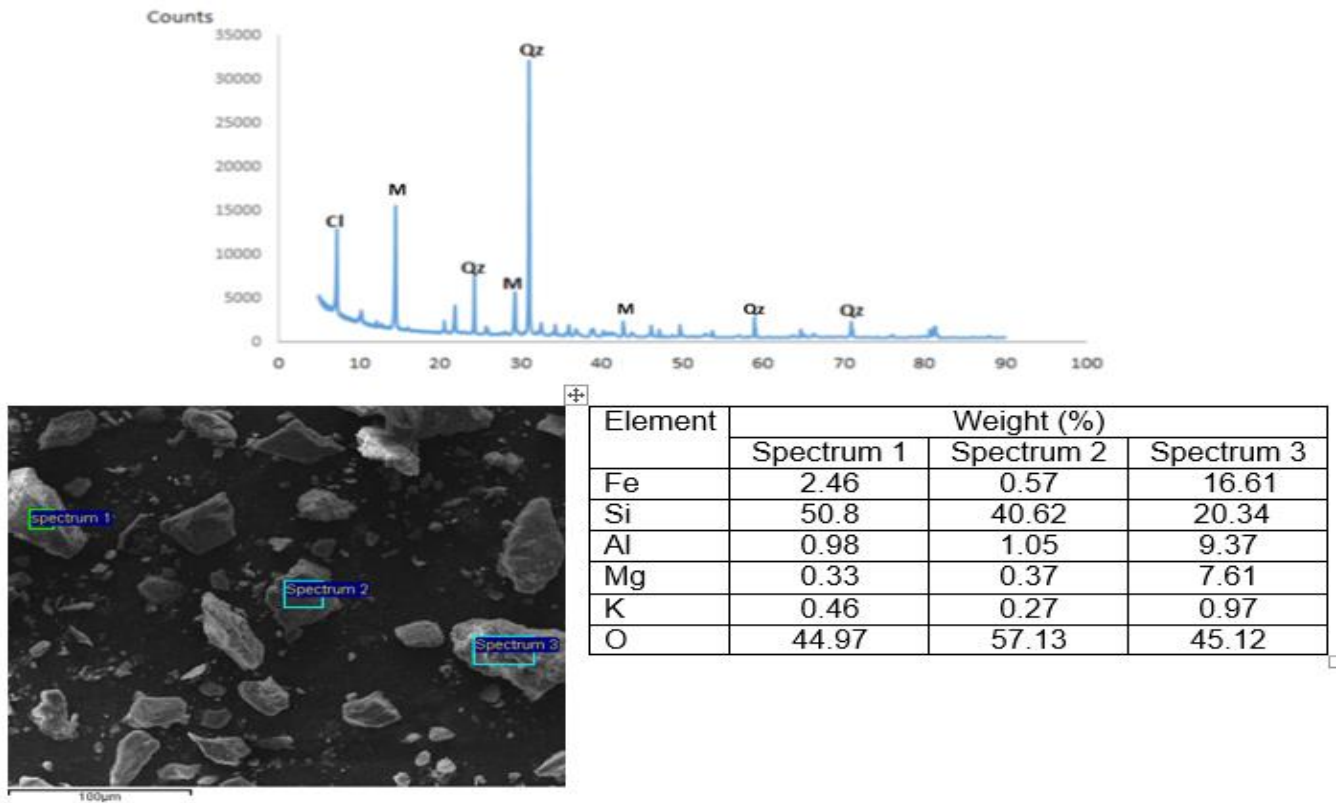 Counts
35000
30000
25000
20000
15000
10000
5000
0
Qz
M
Cl
Qz
M
M
Qz
Qz
0 10 20 30 40 50 60 70 80 90 100
spectrum 1
Spectrum 2
Spectrum 3
100µm
Element Weight (%)
Spectrum 1 Spectrum 2 Spectrum 3
Fe 2.46 0.57 16.61
Si 50.8 40.62 20.34
Al 0.98 1.05 9.37
Mg 0.33 0.37 7.61
K 0.46 0.27 0.97
O 44.97 57.13 45.12